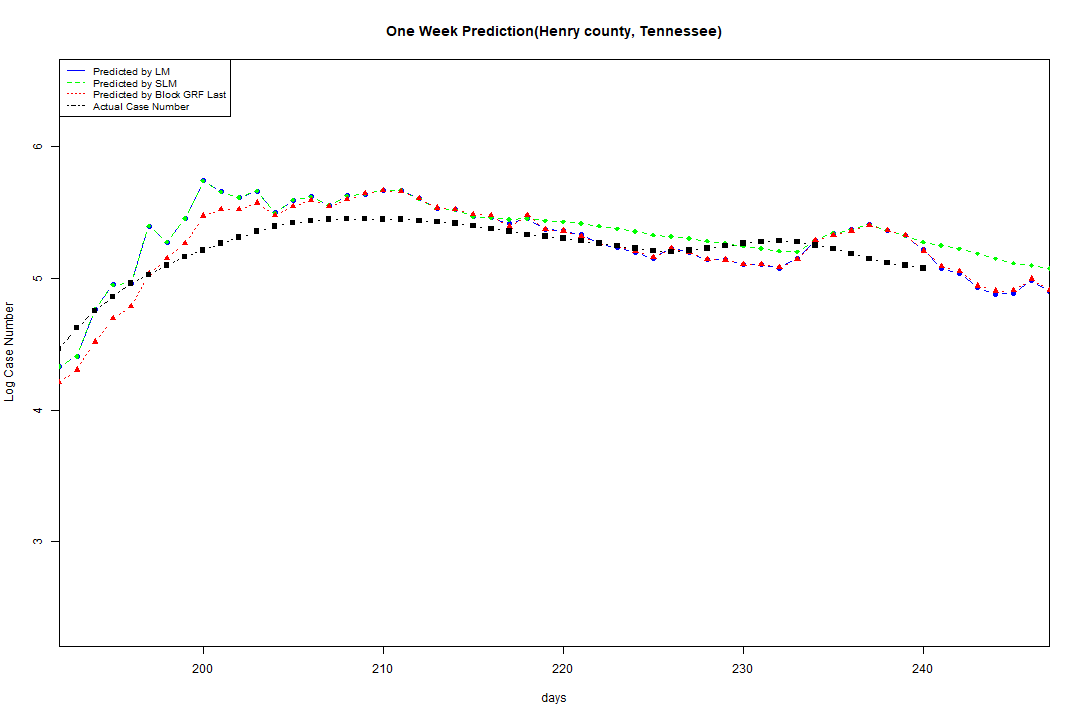 One Week Prediction(Henry county, Tennessee)
Predicted by LM
Predicted by SLM
Predicted by Block GRF Last
Actual Case Number
6
5
4
3
Log Case Number
200 210 220 230 240
days